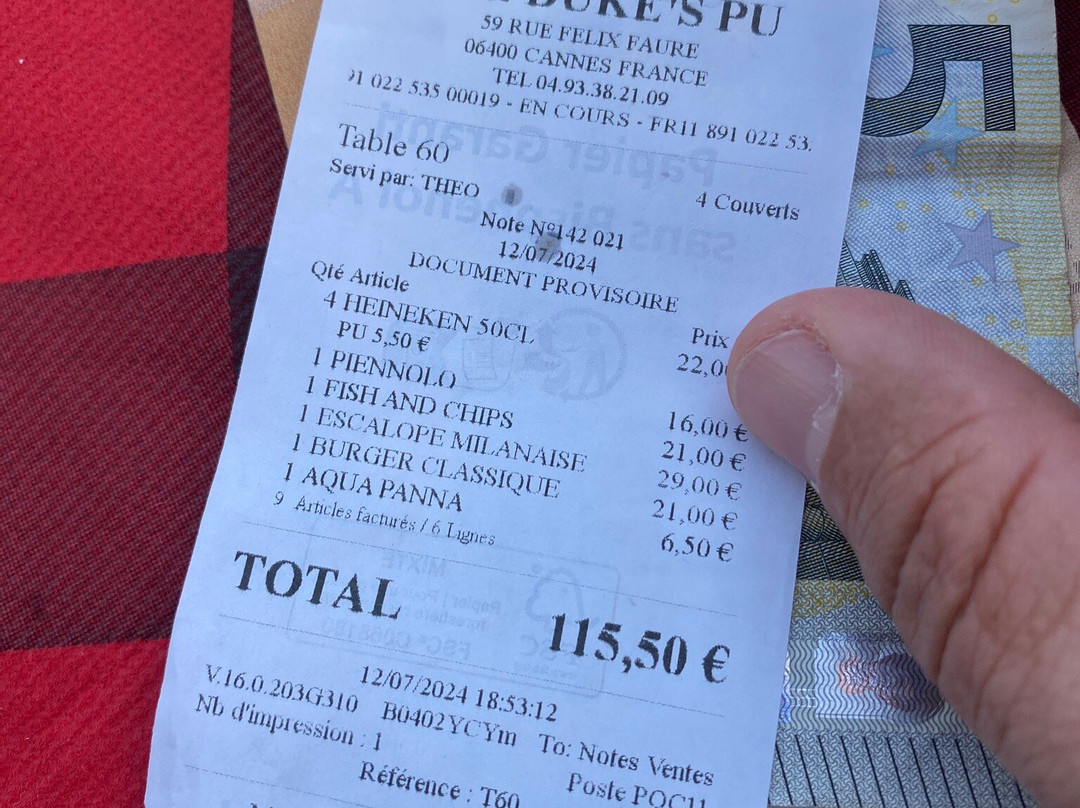 DUKE'S PU
59 RUE FELIX FAURE
06400 CANNES FRANCE
TEL 04.93.38.21.09
91 022 535 00019 - EN COURS - FR11 891 022 53.
Table 60
4 Couverts
Servi par: THEO
Note N°142 021
12/07/2024
DOCUMENT PROVISOIRE
Qté Article Prix
4 HEINEKEN 50CL 22,0
PU 5,50 €
1 PIENNOLO 16,00 €
1 FISH AND CHIPS 21,00 €
1 ESCALOPE MILANAISE 29,00 €
1 BURGER CLASSIQUE 21,00 €
1 AQUA PANNA 6,50 €
9 Articles facturés / 6 Lignes
TOTAL 115,50 €
12/07/2024 18:53:12
V.16.0.203G310 B0402YCYm To: Notes Ventes
Nb d'impression : 1 Poste POC11
Référence : T60
5